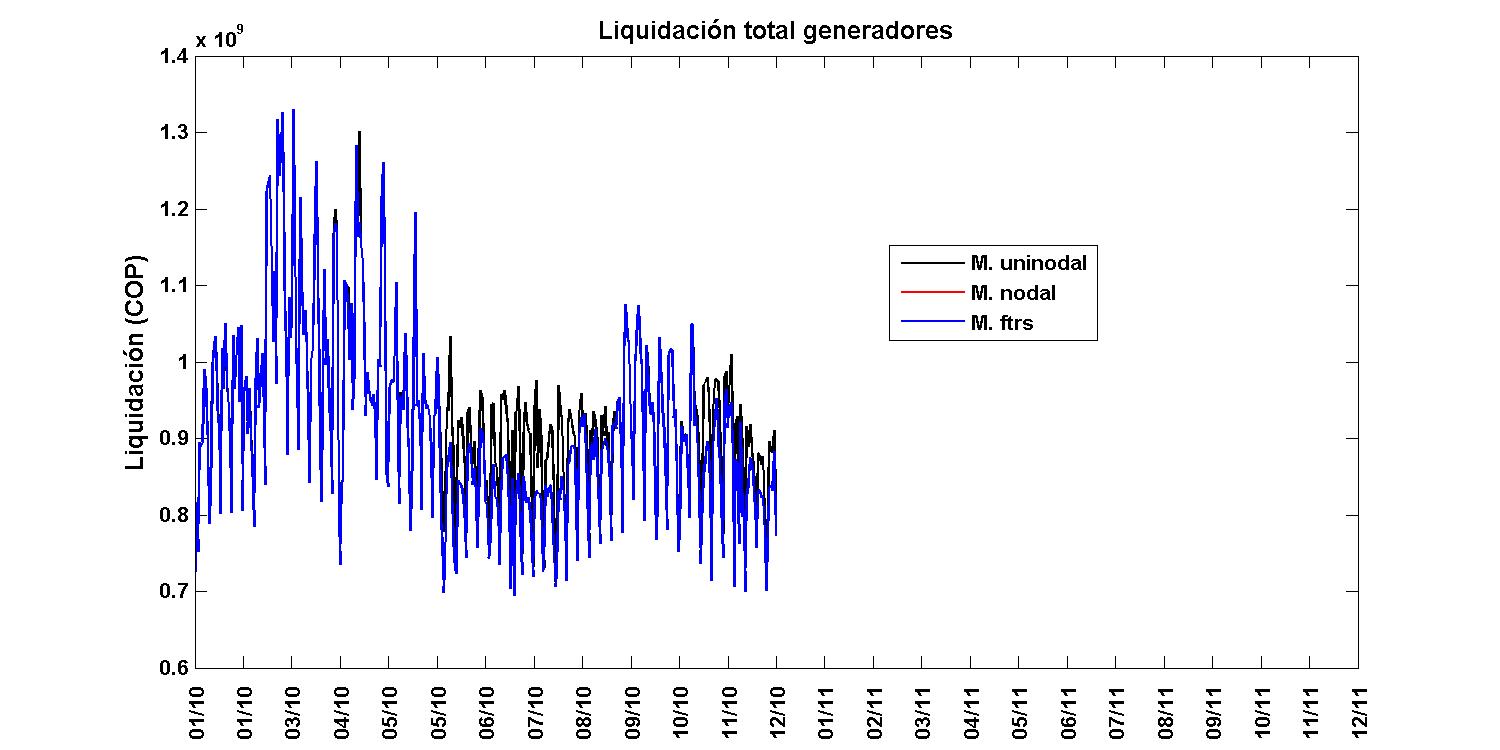 Liquidación total generadores
x 10^9
1.4
1.3
1.2
1.1
1
0.9
0.8
0.7
0.6
Liquidación (COP)
M. uninodal
M. nodal
M. ftrs
01/10 01/10 03/10 04/10 05/10 05/10 06/10 07/10 08/10 09/10 10/10 11/10 12/10 01/11 02/11 03/11 04/11 05/11 06/11 07/11 08/11 09/11 10/11 11/11 12/11